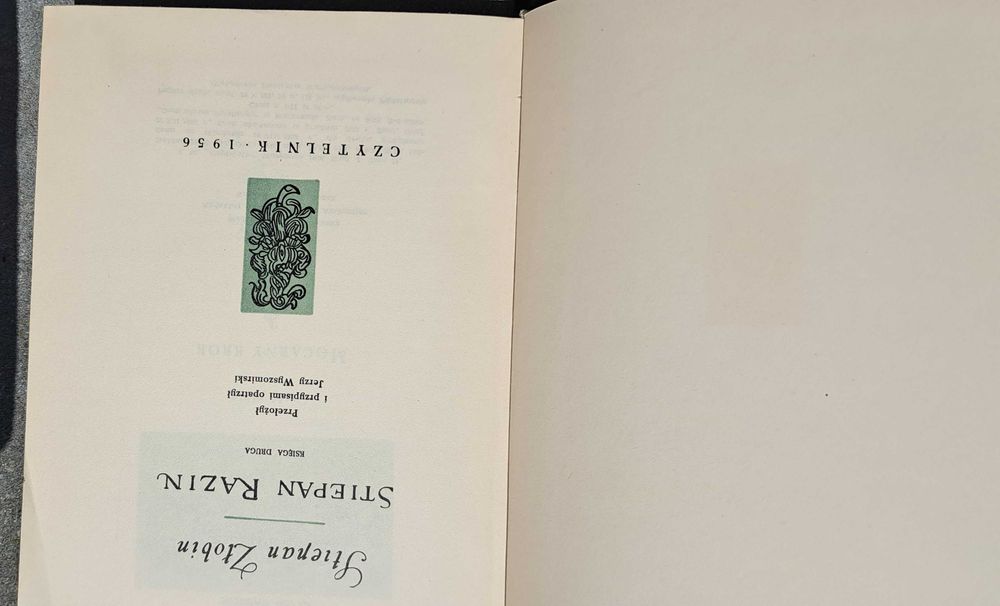 Stiepan Złobin
STIEPAN RAZIN
KSIĘGA DRUGA
Przełożył
i przypisami opatrzył
Jerzy Wyszomirski
CZYTELNIK · 1956